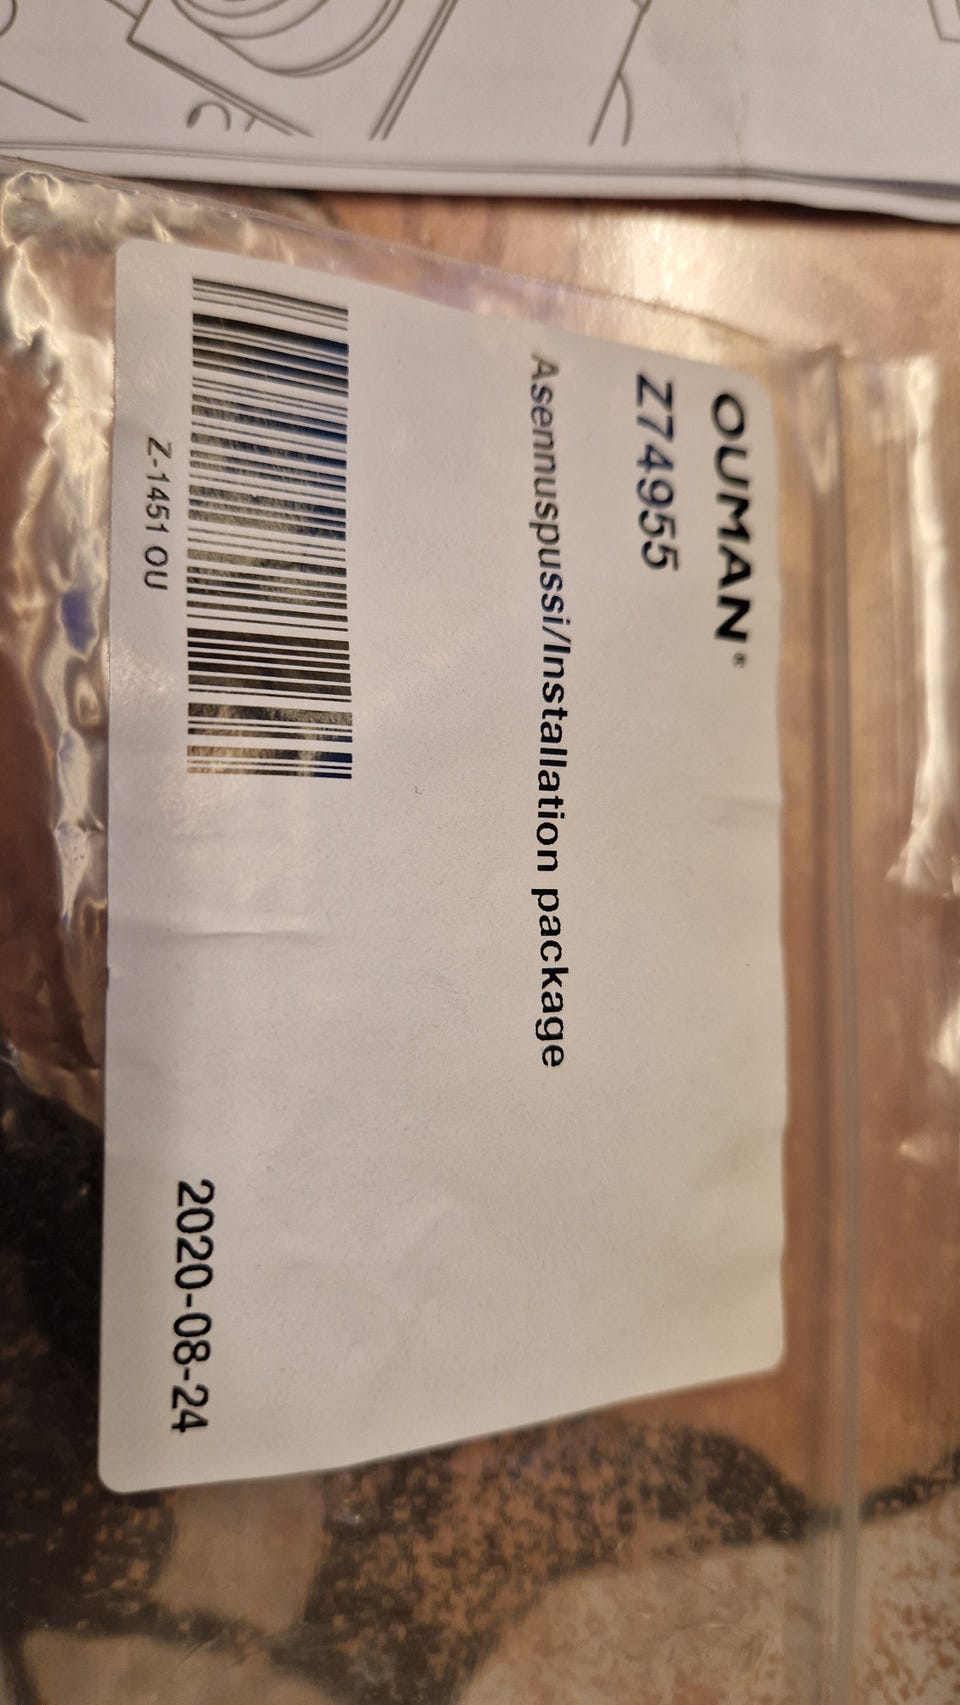 OUMAN®
Z74955
Asennuspussi/Installation package
Z-1451 OU
2020-08-24